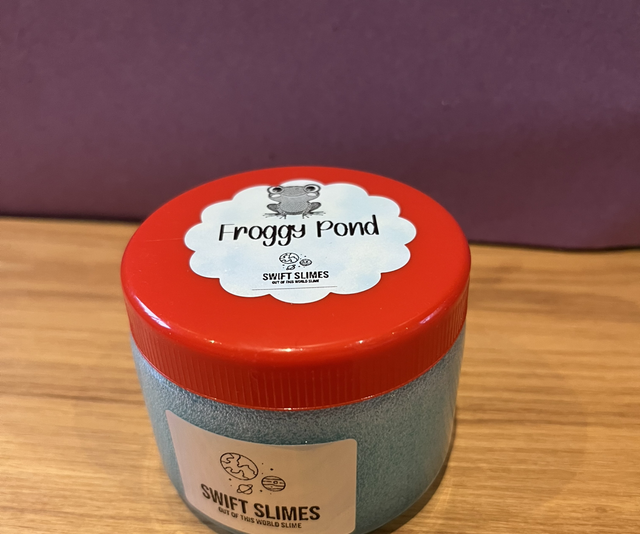 Froggy Pond
SWIFT SLIMES
OUT OF THIS WORLD SLIME
SWIFT SLIMES
OUT OF THIS WORLD SLIME